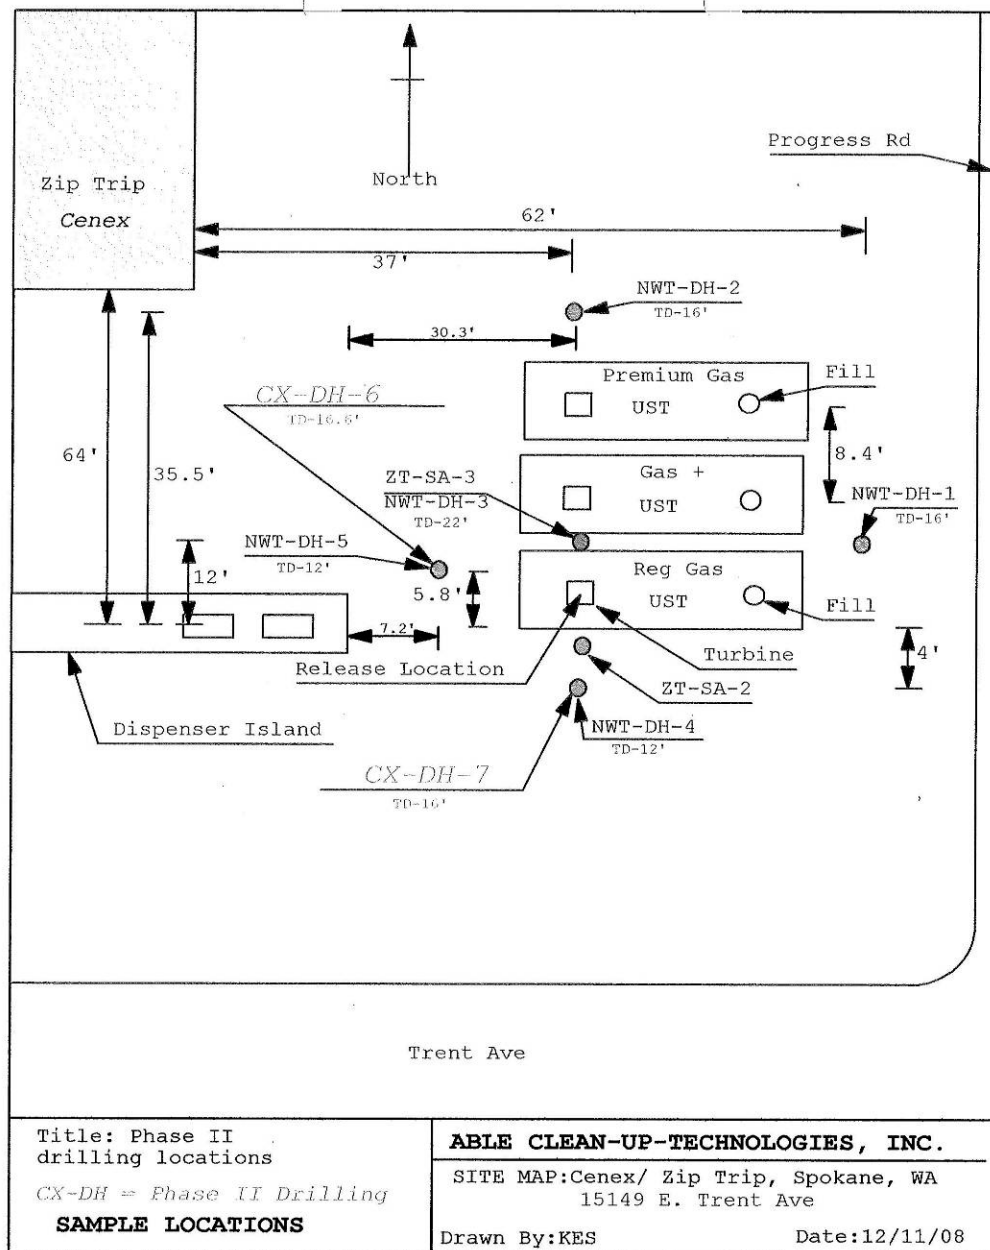 Progress Rd
Zip Trip
Cenex
North
62'
37'
NWT-DH-2
TD-16'
30.3'
Premium Gas
UST
Fill
CX-DH-6
TD-16.6'
64'
35.5'
8.4'
ZT-SA-3
NWT-DH-3
TD-22'
Gas +
UST
NWT-DH-1
TD-16'
NWT-DH-5
TD-12'
12'
5.8'
Reg Gas
UST
Fill
7.2'
Release Location
Turbine
4'
ZT-SA-2
Dispenser Island
NWT-DH-4
TD-12'
CX-DH-7
TD-16'
Trent Ave
Title: Phase II
drilling locations
CX-DH = Phase II Drilling
SAMPLE LOCATIONS
ABLE CLEAN-UP-TECHNOLOGIES, INC.
SITE MAP:Cenex/ Zip Trip, Spokane, WA
15149 E. Trent Ave
Drawn By:KES
Date:12/11/08